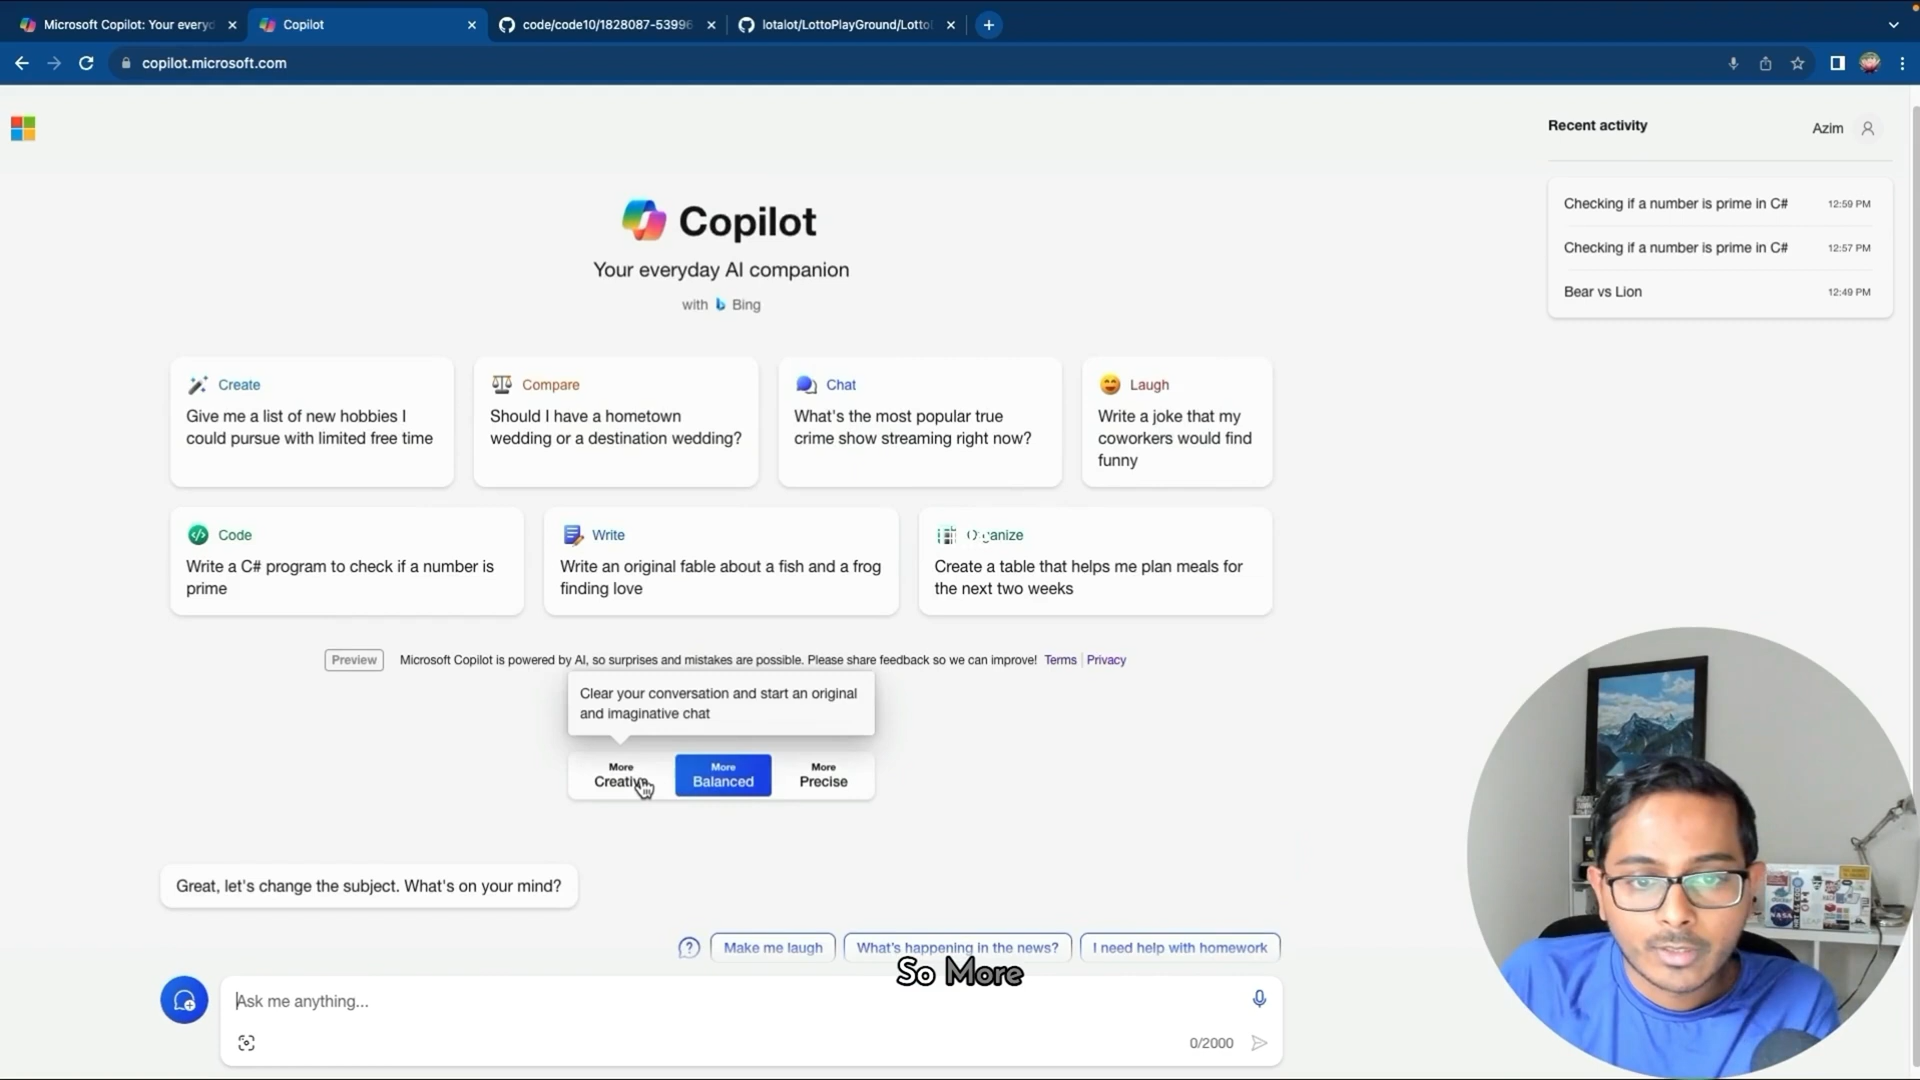 Microsoft Copilot: Your every
Copilot
code/code10/1828087-53996
lotalot/LottoPlayGround/Lotto
copilot.microsoft.com
Recent activity
Azim
Checking if a number is prime in C# 12:59 PM
Checking if a number is prime in C# 12:57 PM
Bear vs Lion 12:49 PM
Copilot
Your everyday AI companion
with Bing
Create
Give me a list of new hobbies I
could pursue with limited free time
Compare
Should I have a hometown
wedding or a destination wedding?
Chat
What's the most popular true
crime show streaming right now?
Laugh
Write a joke that my
coworkers would find
funny
Code
Write a C# program to check if a number is
prime
Write
Write an original fable about a fish and a frog
finding love
Organize
Create a table that helps me plan meals for
the next two weeks
Preview Microsoft Copilot is powered by AI, so surprises and mistakes are possible. Please share feedback so we can improve! Terms Privacy
Clear your conversation and start an original
and imaginative chat
More
Creative
More
Balanced
More
Precise
Great, let's change the subject. What's on your mind?
Make me laugh
What's happening in the news?
I need help with homework
So More
Ask me anything...
0/2000
NASA